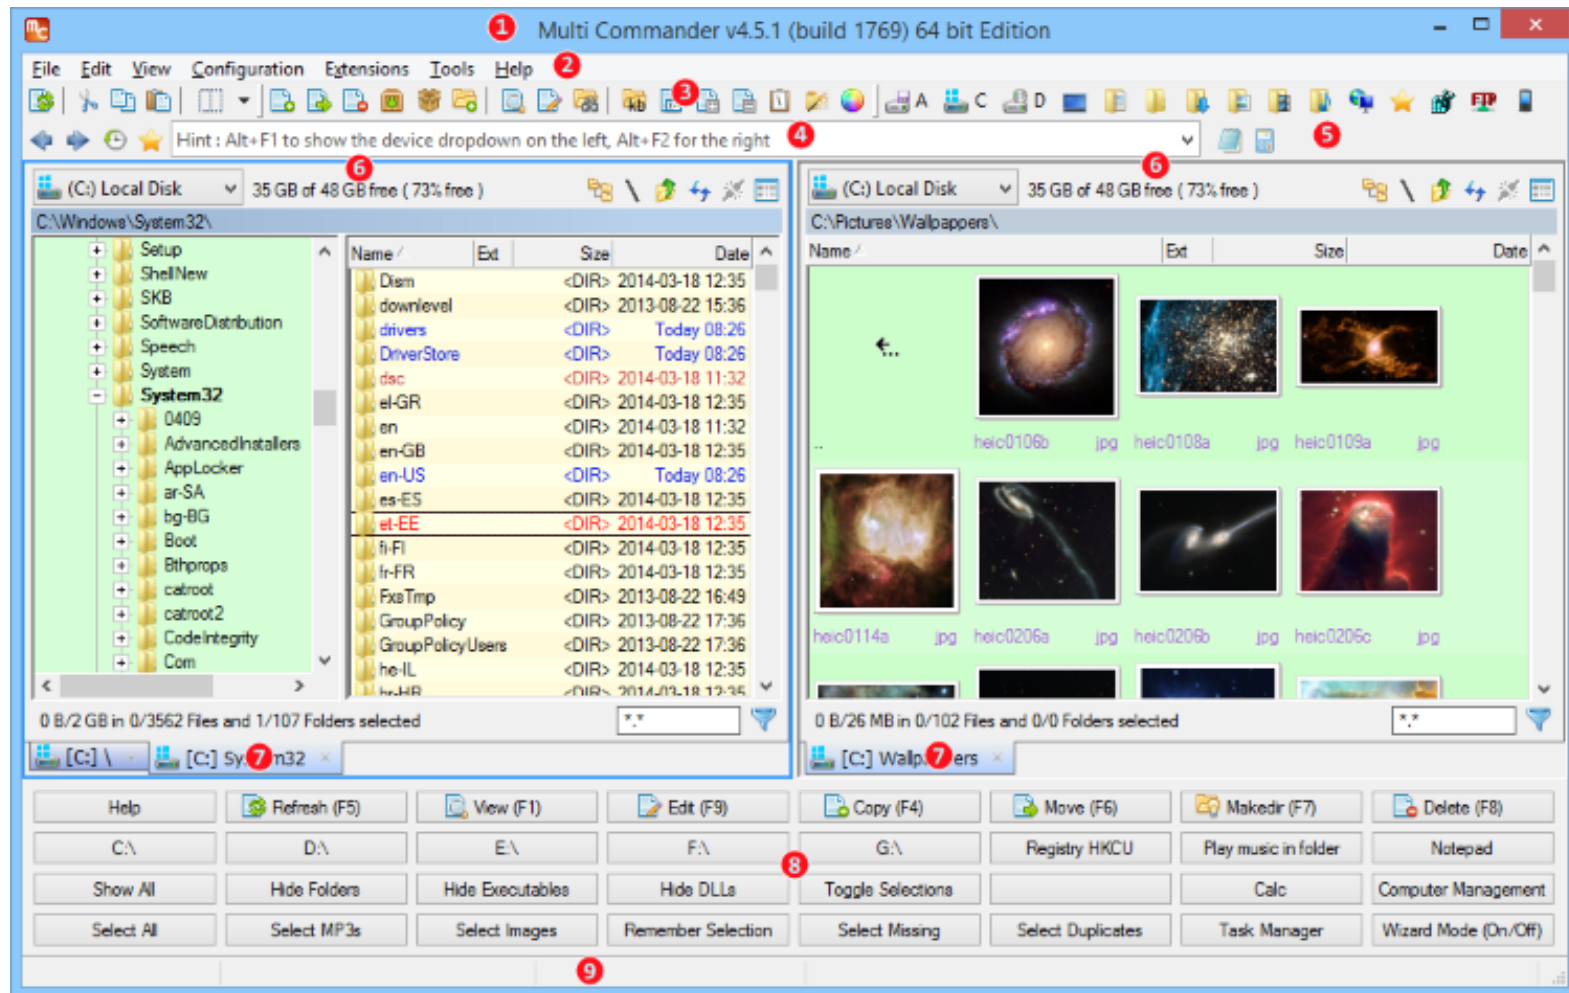 mc
1 Multi Commander v4.5.1 (build 1769) 64 bit Edition
File Edit View Configuration Extensions Tools Help 2
3 A C D FTP
Hint : Alt+F1 to show the device dropdown on the left, Alt+F2 for the right 4 5
6 6
(C:) Local Disk 35 GB of 48 GB free ( 73% free )
C:\Windows\System32\
Setup
ShellNew
SKB
SoftwareDistribution
Speech
System
System32
0409
AdvancedInstallers
AppLocker
ar-SA
bg-BG
Boot
Bthprops
catroot
catroot2
CodeIntegrity
Com
Name Ext Size Date
Dism <DIR> 2014-03-18 12:35
downlevel <DIR> 2013-08-22 15:36
drivers <DIR> Today 08:26
DriverStore <DIR> Today 08:26
dsc <DIR> 2014-03-18 11:32
el-GR <DIR> 2014-03-18 12:35
en <DIR> 2014-03-18 11:32
en-GB <DIR> 2014-03-18 12:35
en-US <DIR> Today 08:26
es-ES <DIR> 2014-03-18 12:35
et-EE <DIR> 2014-03-18 12:35
fi-FI <DIR> 2014-03-18 12:35
fr-FR <DIR> 2014-03-18 12:35
FxsTmp <DIR> 2013-08-22 16:49
GroupPolicy <DIR> 2013-08-22 17:36
GroupPolicyUsers <DIR> 2013-08-22 17:36
he-IL <DIR> 2014-03-18 12:35
hr-HR <DIR> 2014-03-18 12:35
0 B/2 GB in 0/3562 Files and 1/107 Folders selected *.*
[C:] \ [C:] System32 7
(C:) Local Disk 35 GB of 48 GB free ( 73% free )
C:\Pictures\Wallpappers\
Name Ext Size Date
..
heic0106b jpg heic0108a jpg heic0109a jpg
heic0114a jpg heic0206a jpg heic0206b jpg heic0206c jpg
0 B/26 MB in 0/102 Files and 0/0 Folders selected *.*
[C:] Wallpappers 7
Help Refresh (F5) View (F1) Edit (F9) Copy (F4) Move (F6) Makedir (F7) Delete (F8)
C:\ D:\ E:\ F:\ G:\ Registry HKCU Play music in folder Notepad
8
Show All Hide Folders Hide Executables Hide DLLs Toggle Selections Calc Computer Management
Select All Select MP3s Select Images Remember Selection Select Missing Select Duplicates Task Manager Wizard Mode (On/Off)
9